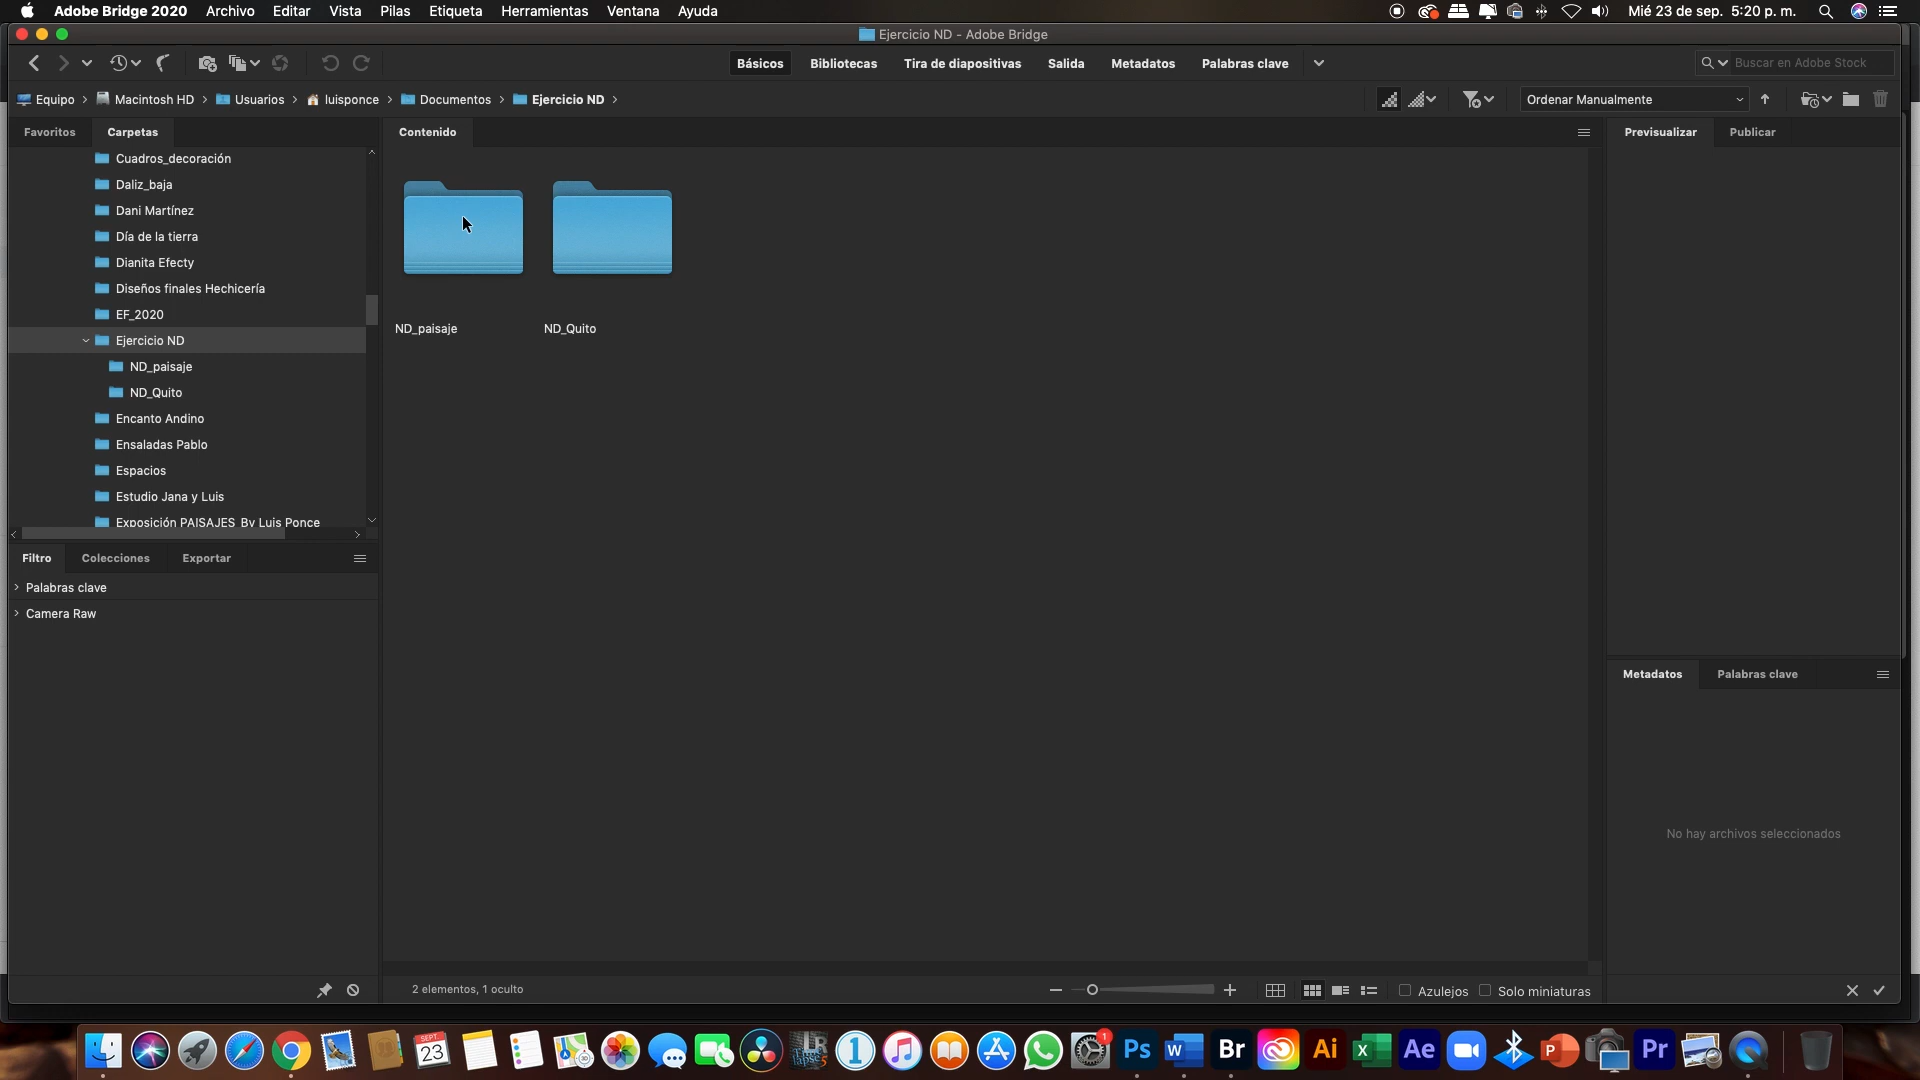 Adobe Bridge 2020 Archivo Editar Vista Pilas Etiqueta Herramientas Ventana Ayuda
Mié 23 de sep. 5:20 p. m.
Ejercicio ND - Adobe Bridge
Básicos Bibliotecas Tira de diapositivas Salida Metadatos Palabras clave
Buscar en Adobe Stock
Equipo Macintosh HD Usuarios luisponce Documentos Ejercicio ND
Ordenar Manualmente
Favoritos Carpetas
Contenido
Previsualizar Publicar
Cuadros_decoración
Daliz_baja
Dani Martínez
Día de la tierra
Dianita Efecty
Diseños finales Hechicería
EF_2020
Ejercicio ND
ND_paisaje
ND_Quito
Encanto Andino
Ensaladas Pablo
Espacios
Estudio Jana y Luis
Exposición PAISAJES_By Luis Ponce
ND_paisaje
ND_Quito
Filtro Colecciones Exportar
Palabras clave
Camera Raw
Metadatos Palabras clave
No hay archivos seleccionados
2 elementos, 1 oculto
Azulejos Solo miniaturas
SEPT.
23
LR
1
1
Ps
W
Br
Ai
X
Ae
P
Pr